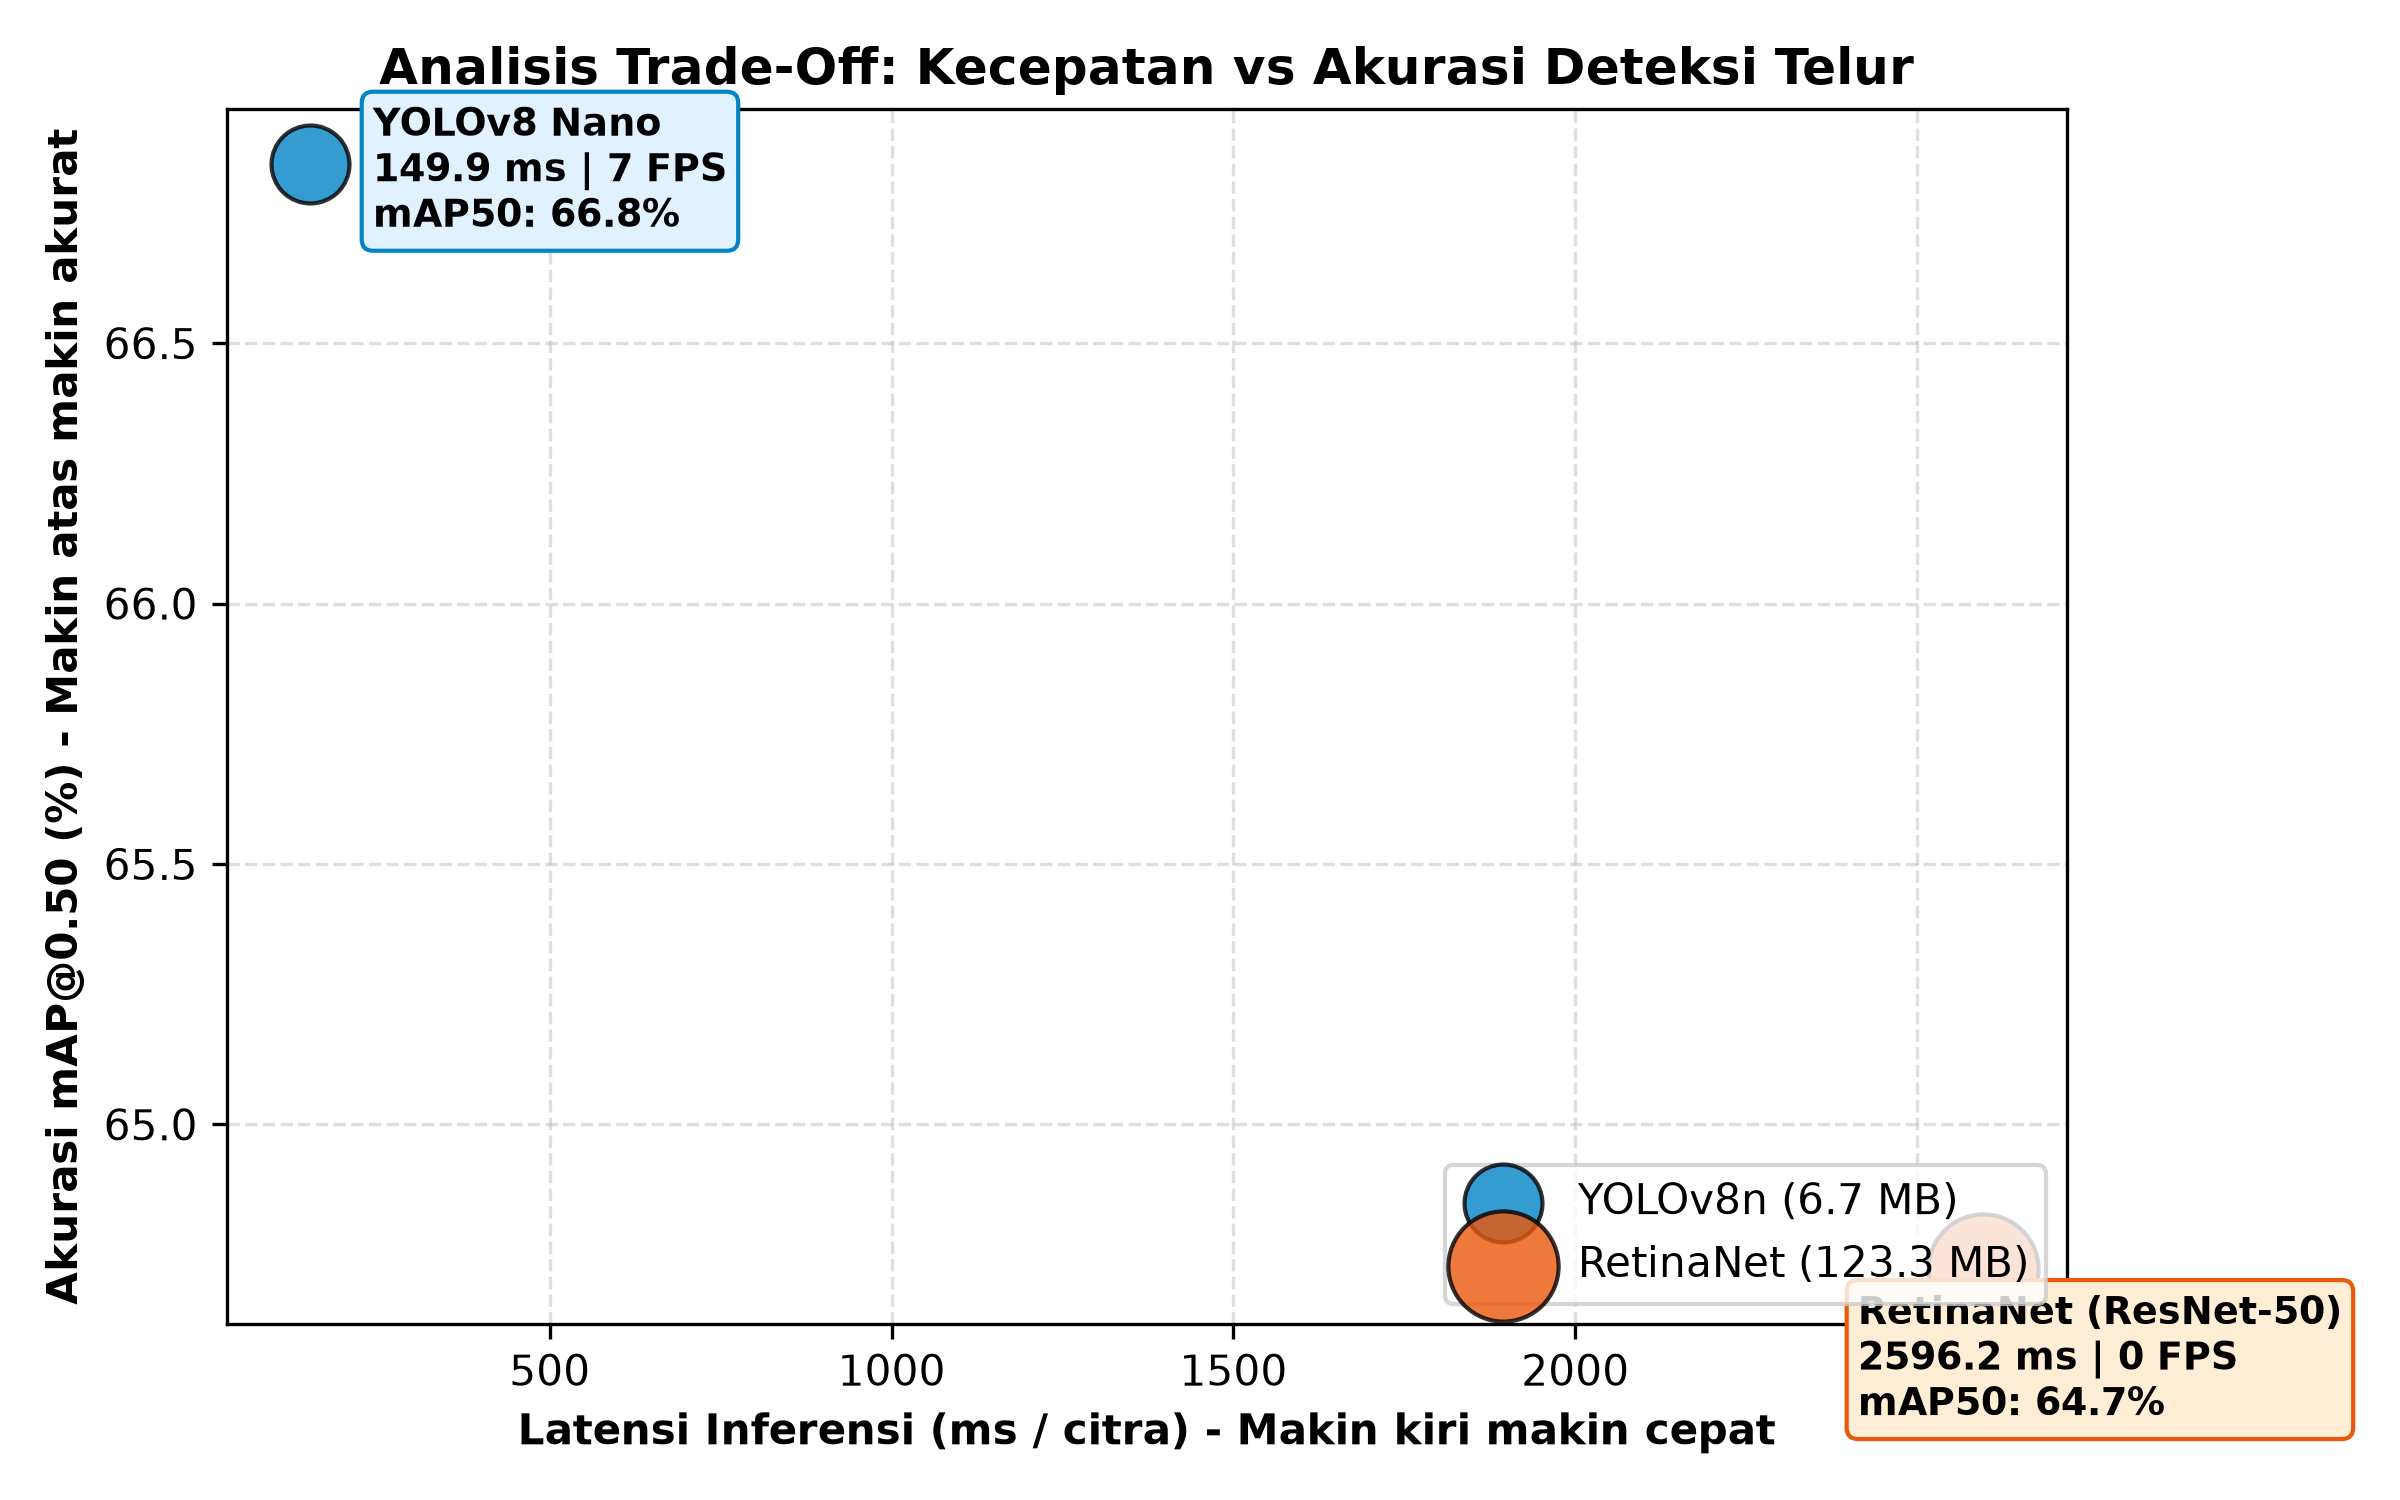 Analisis Trade-Off: Kecepatan vs Akurasi Deteksi Telur
YOLOv8 Nano
149.9 ms | 7 FPS
mAP50: 66.8%
Akurasi mAP@0.50 (%) - Makin atas makin akurat
66.5
66.0
65.5
65.0
YOLOv8n (6.7 MB)
RetinaNet (123.3 MB)
RetinaNet (ResNet-50)
2596.2 ms | 0 FPS
mAP50: 64.7%
500
1000
1500
2000
Latensi Inferensi (ms / citra) - Makin kiri makin cepat